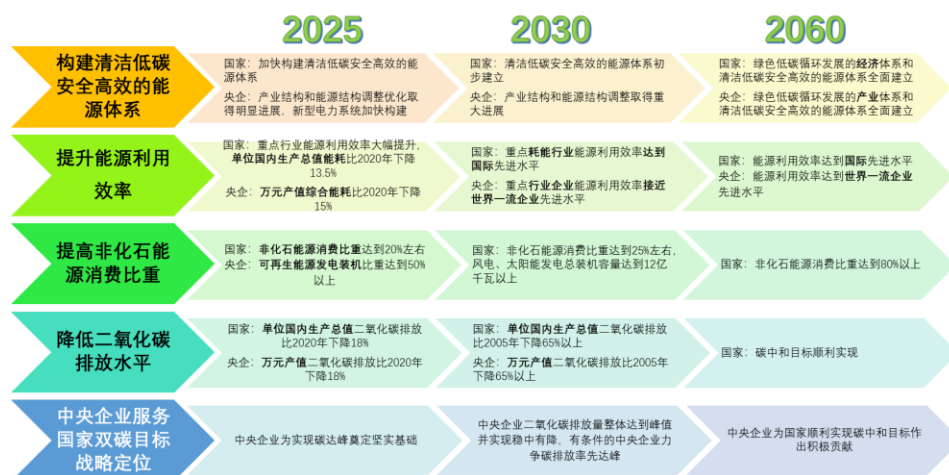 2025
2030
2060
构建清洁低碳
安全高效的能
源体系
国家：加快构建清洁低碳安全高效的能
源体系
央企：产业结构和能源结构调整优化取
得明显进展，新型电力系统加快构建
国家：清洁低碳安全高效的能源体系初
步建立
央企：产业结构和能源结构调整取得重
大进展
国家：绿色低碳循环发展的经济体系和
清洁低碳安全高效的能源体系全面建立
央企：绿色低碳循环发展的产业体系和
清洁低碳安全高效的能源体系全面建立
提升能源利用
效率
国家：重点行业能源利用效率大幅提升，
单位国内生产总值能耗比2020年下降
13.5%
央企：万元产值综合能耗比2020年下降
15%
国家：重点耗能行业能源利用效率达到
国际先进水平
央企：重点行业企业能源利用效率接近
世界一流企业先进水平
国家：能源利用效率达到国际先进水平
央企：能源利用效率达到世界一流企业
先进水平
提高非化石能
源消费比重
国家：非化石能源消费比重达到20%左右
央企：可再生能源发电装机比重达到50%
以上
国家：非化石能源消费比重达到25%左右，
风电、太阳能发电总装机容量达到12亿
千瓦以上
国家：非化石能源消费比重达到80%以上
降低二氧化碳
排放水平
国家：单位国内生产总值二氧化碳排放
比2020年下降18%
央企：万元产值二氧化碳排放比2020年
下降18%
国家：单位国内生产总值二氧化碳排放
比2005年下降65%以上
央企：万元产值二氧化碳排放比2005年
下降65%以上
国家：碳中和目标顺利实现
中央企业服务
国家双碳目标
战略定位
中央企业为实现碳达峰奠定坚实基础
中央企业二氧化碳排放量整体达到峰值
并实现稳中有降，有条件的中央企业力
争碳排放率先达峰
中央企业为国家顺利实现碳中和目标作
出积极贡献